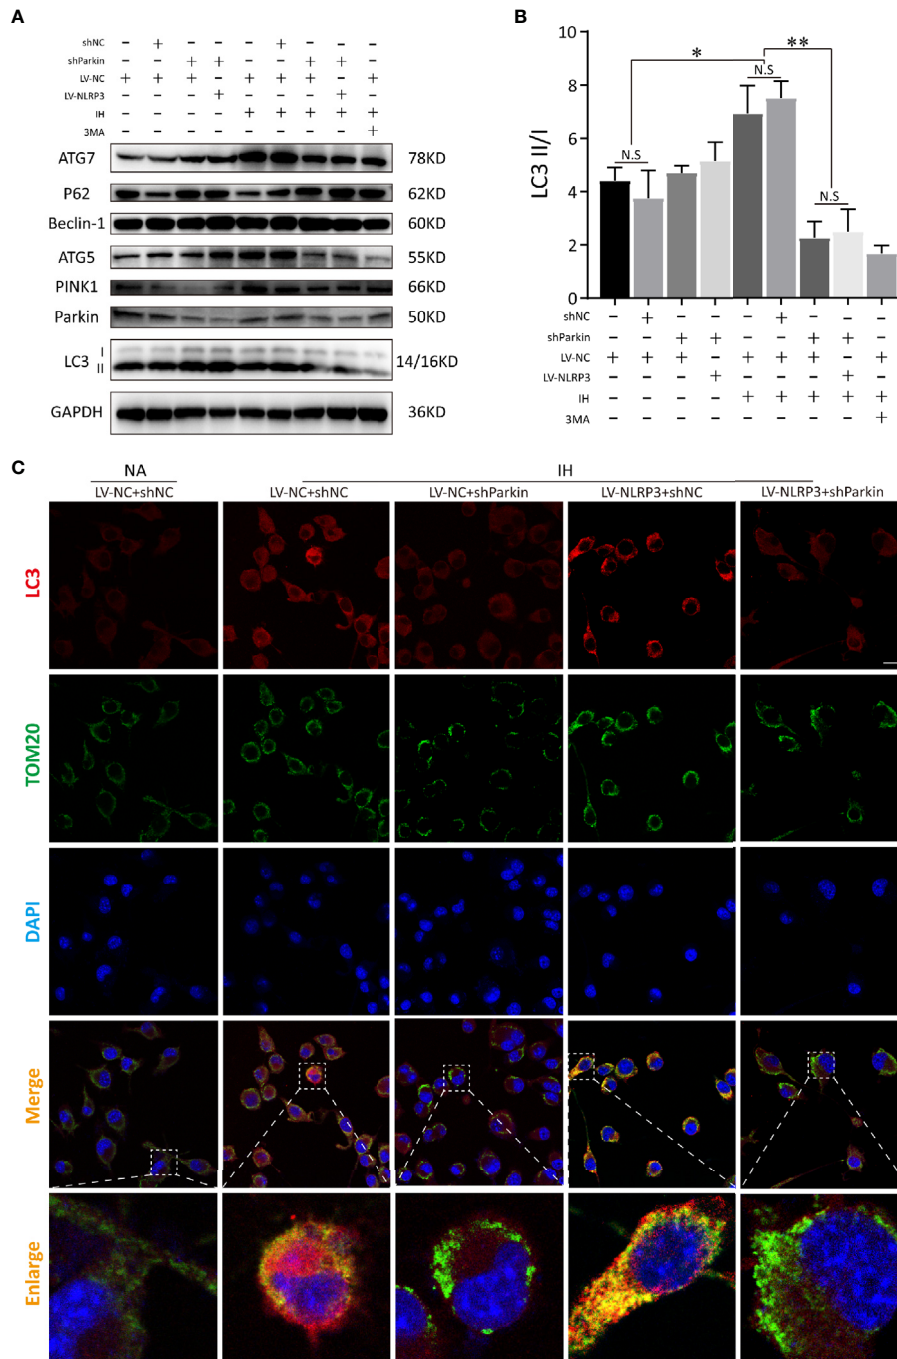 A
shNC - + - - - + - - -
shParkin - - + + - - + + -
LV-NC + + + - + + + - +
LV-NLRP3 - - - + - - - + -
IH - - - - + + + + +
3MA - - - - - - - - +
ATG7 78KD
P62 62KD
Beclin-1 60KD
ATG5 55KD
PINK1 66KD
Parkin 50KD
LC3 I II 14/16KD
GAPDH 36KD
B
LC3 II/I
10
8
6
4
2
0
* **
N.S
N.S
N.S
shNC - + - - - + - - -
shParkin - - + + - - + + -
LV-NC + + + - + + + - +
LV-NLRP3 - - - + - - - + -
IH - - - - + + + + +
3MA - - - - - - - - +
C
NA IH
LV-NC+shNC LV-NC+shNC LV-NC+shParkin LV-NLRP3+shNC LV-NLRP3+shParkin
LC3
TOM20
DAPI
Merge
Enlarge